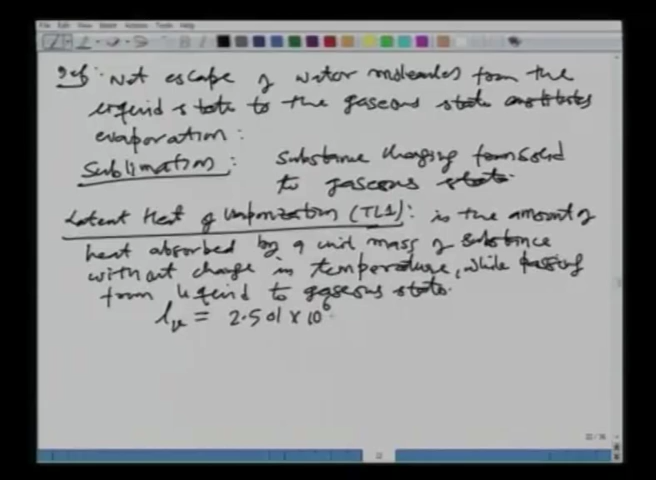 Def: Net escape of water molecules from the
liquid state to the gaseous state constitutes
evaporation:
Sublimation: Substance changing from solid
to gaseous state.
Latent Heat of Vaporization (TL1): is the amount of
heat absorbed by a unit mass of substance
without change in temperature, while passing
from liquid to gaseous state.
lv = 2.501 x 10^6